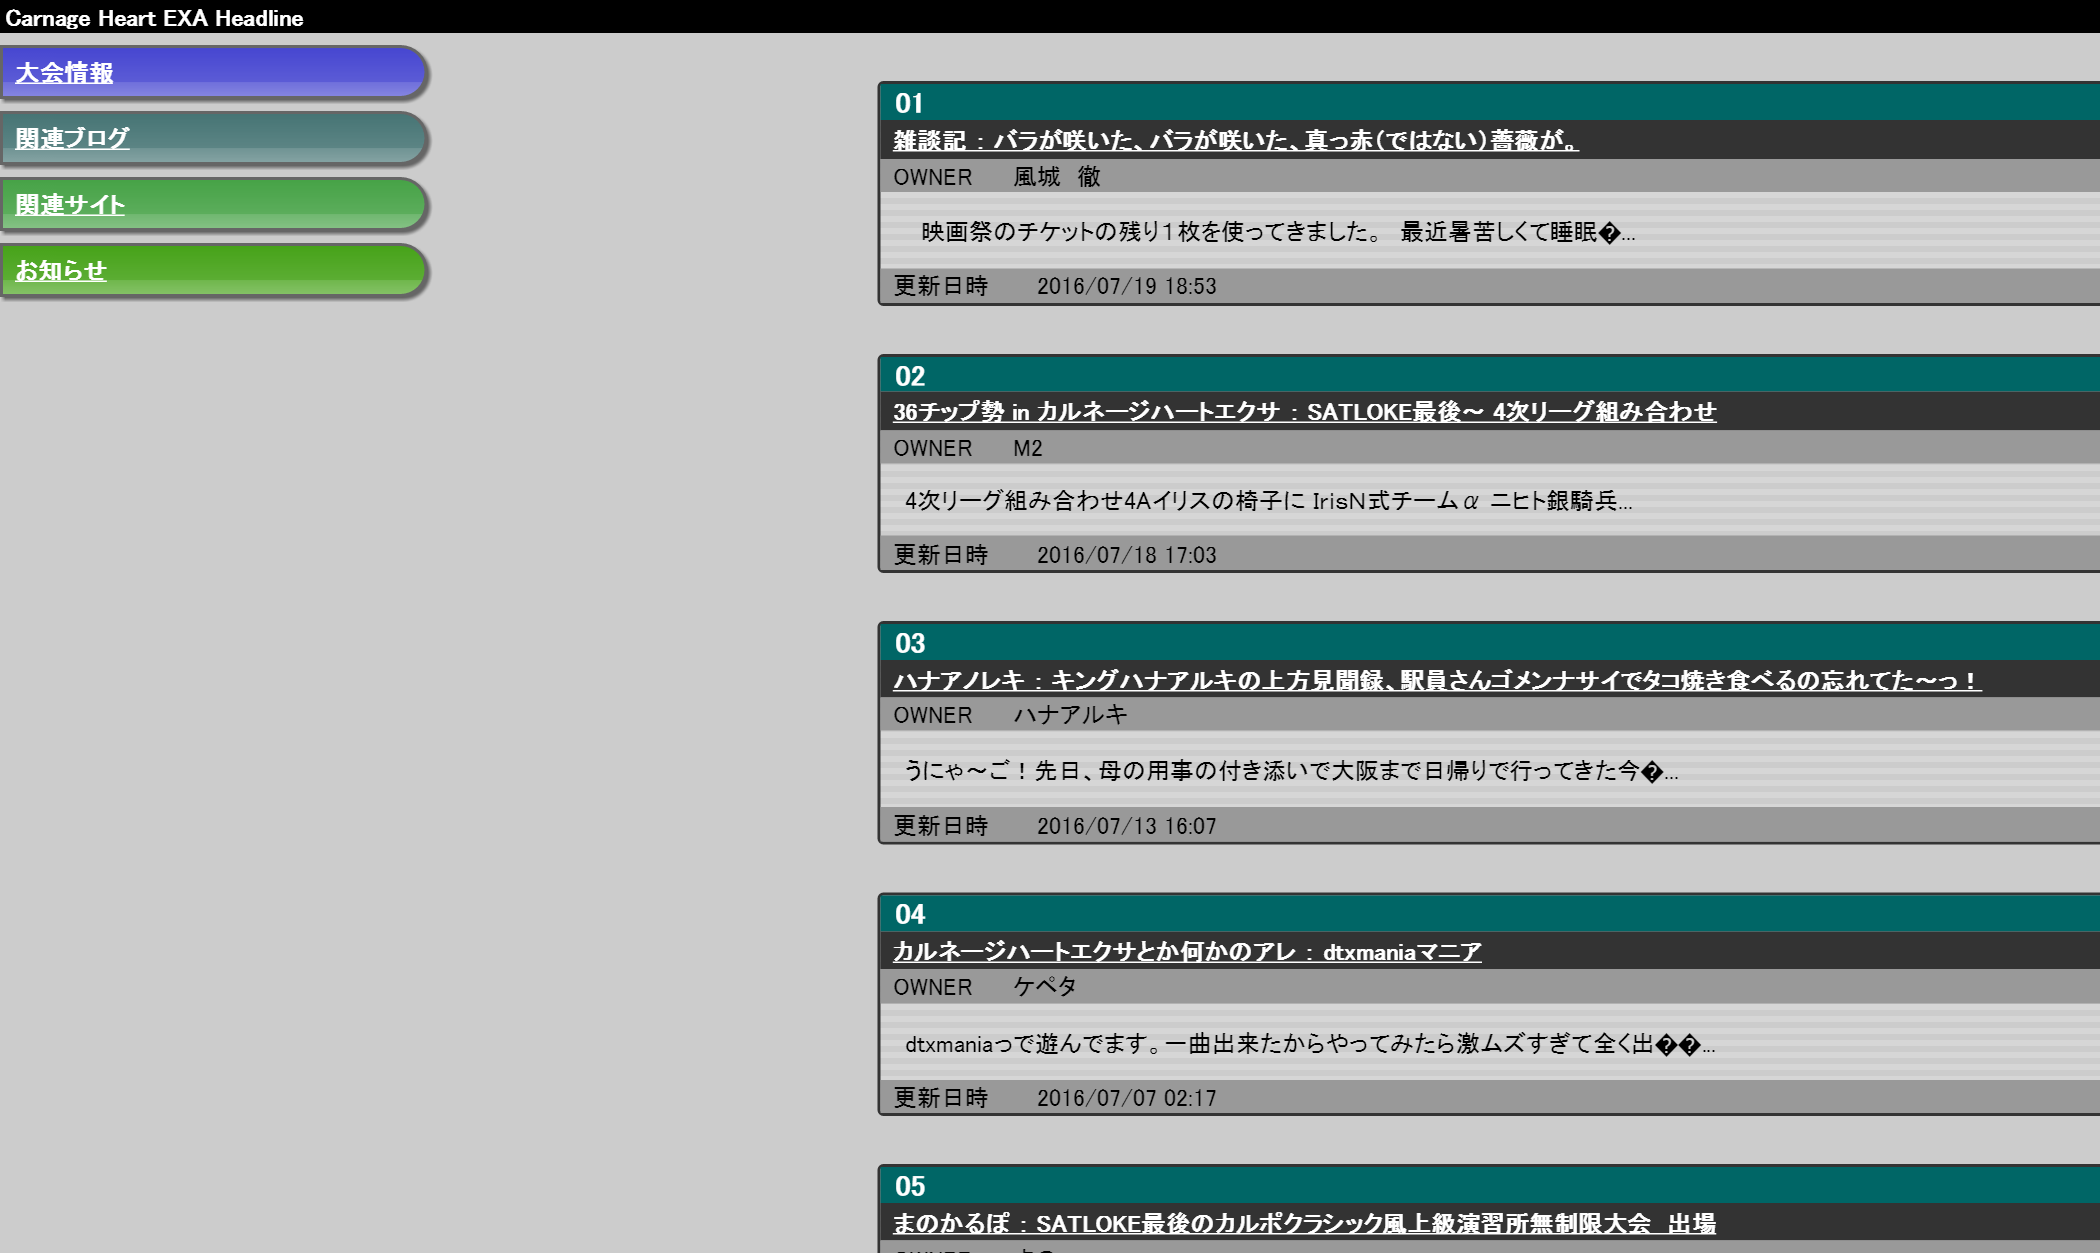 Carnage Heart EXA Headline
大会情報
関連ブログ
関連サイト
お知らせ
01
雑談記 : バラが咲いた、バラが咲いた、真っ赤（ではない）薔薇が。
OWNER 風城 徹
映画祭のチケットの残り１枚を使ってきました。 最近暑苦しくて睡眠�...
更新日時 2016/07/19 18:53
02
36チップ勢 in カルネージハートエクサ : SATLOKE最後～ 4次リーグ組み合わせ
OWNER M2
4次リーグ組み合わせ4Aイリスの椅子に IrisN式チームα ニヒト銀騎兵...
更新日時 2016/07/18 17:03
03
ハナアノレキ : キングハナアルキの上方見聞録、駅員さんゴメンナサイでタコ焼き食べるの忘れてた～っ！
OWNER ハナアルキ
うにゃ～ご！先日、母の用事の付き添いで大阪まで日帰りで行ってきた今�...
更新日時 2016/07/13 16:07
04
カルネージハートエクサとか何かのアレ : dtxmaniaマニア
OWNER ケペタ
dtxmaniaって遊んでます。一曲出来たからやってみたら激ムズすぎて全く出��...
更新日時 2016/07/07 02:17
05
まのかるぽ : SATLOKE最後のカルポクラシック風上級演習所無制限大会 出場